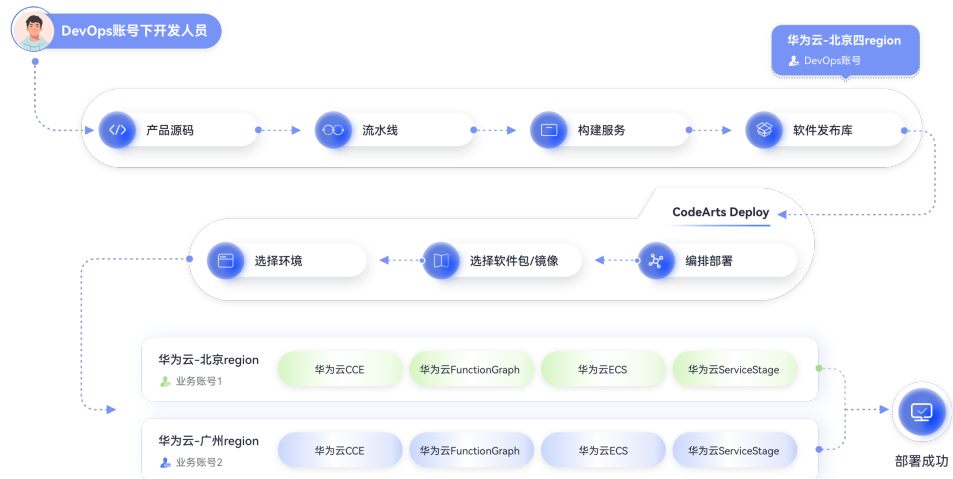 DevOps账号下开发人员
华为云-北京四region
DevOps账号
产品源码
流水线
构建服务
软件发布库
CodeArts Deploy
选择环境
选择软件包/镜像
编排部署
华为云-北京region
业务账号1
华为云CCE
华为云FunctionGraph
华为云ECS
华为云ServiceStage
华为云-广州region
业务账号2
华为云CCE
华为云FunctionGraph
华为云ECS
华为云ServiceStage
部署成功